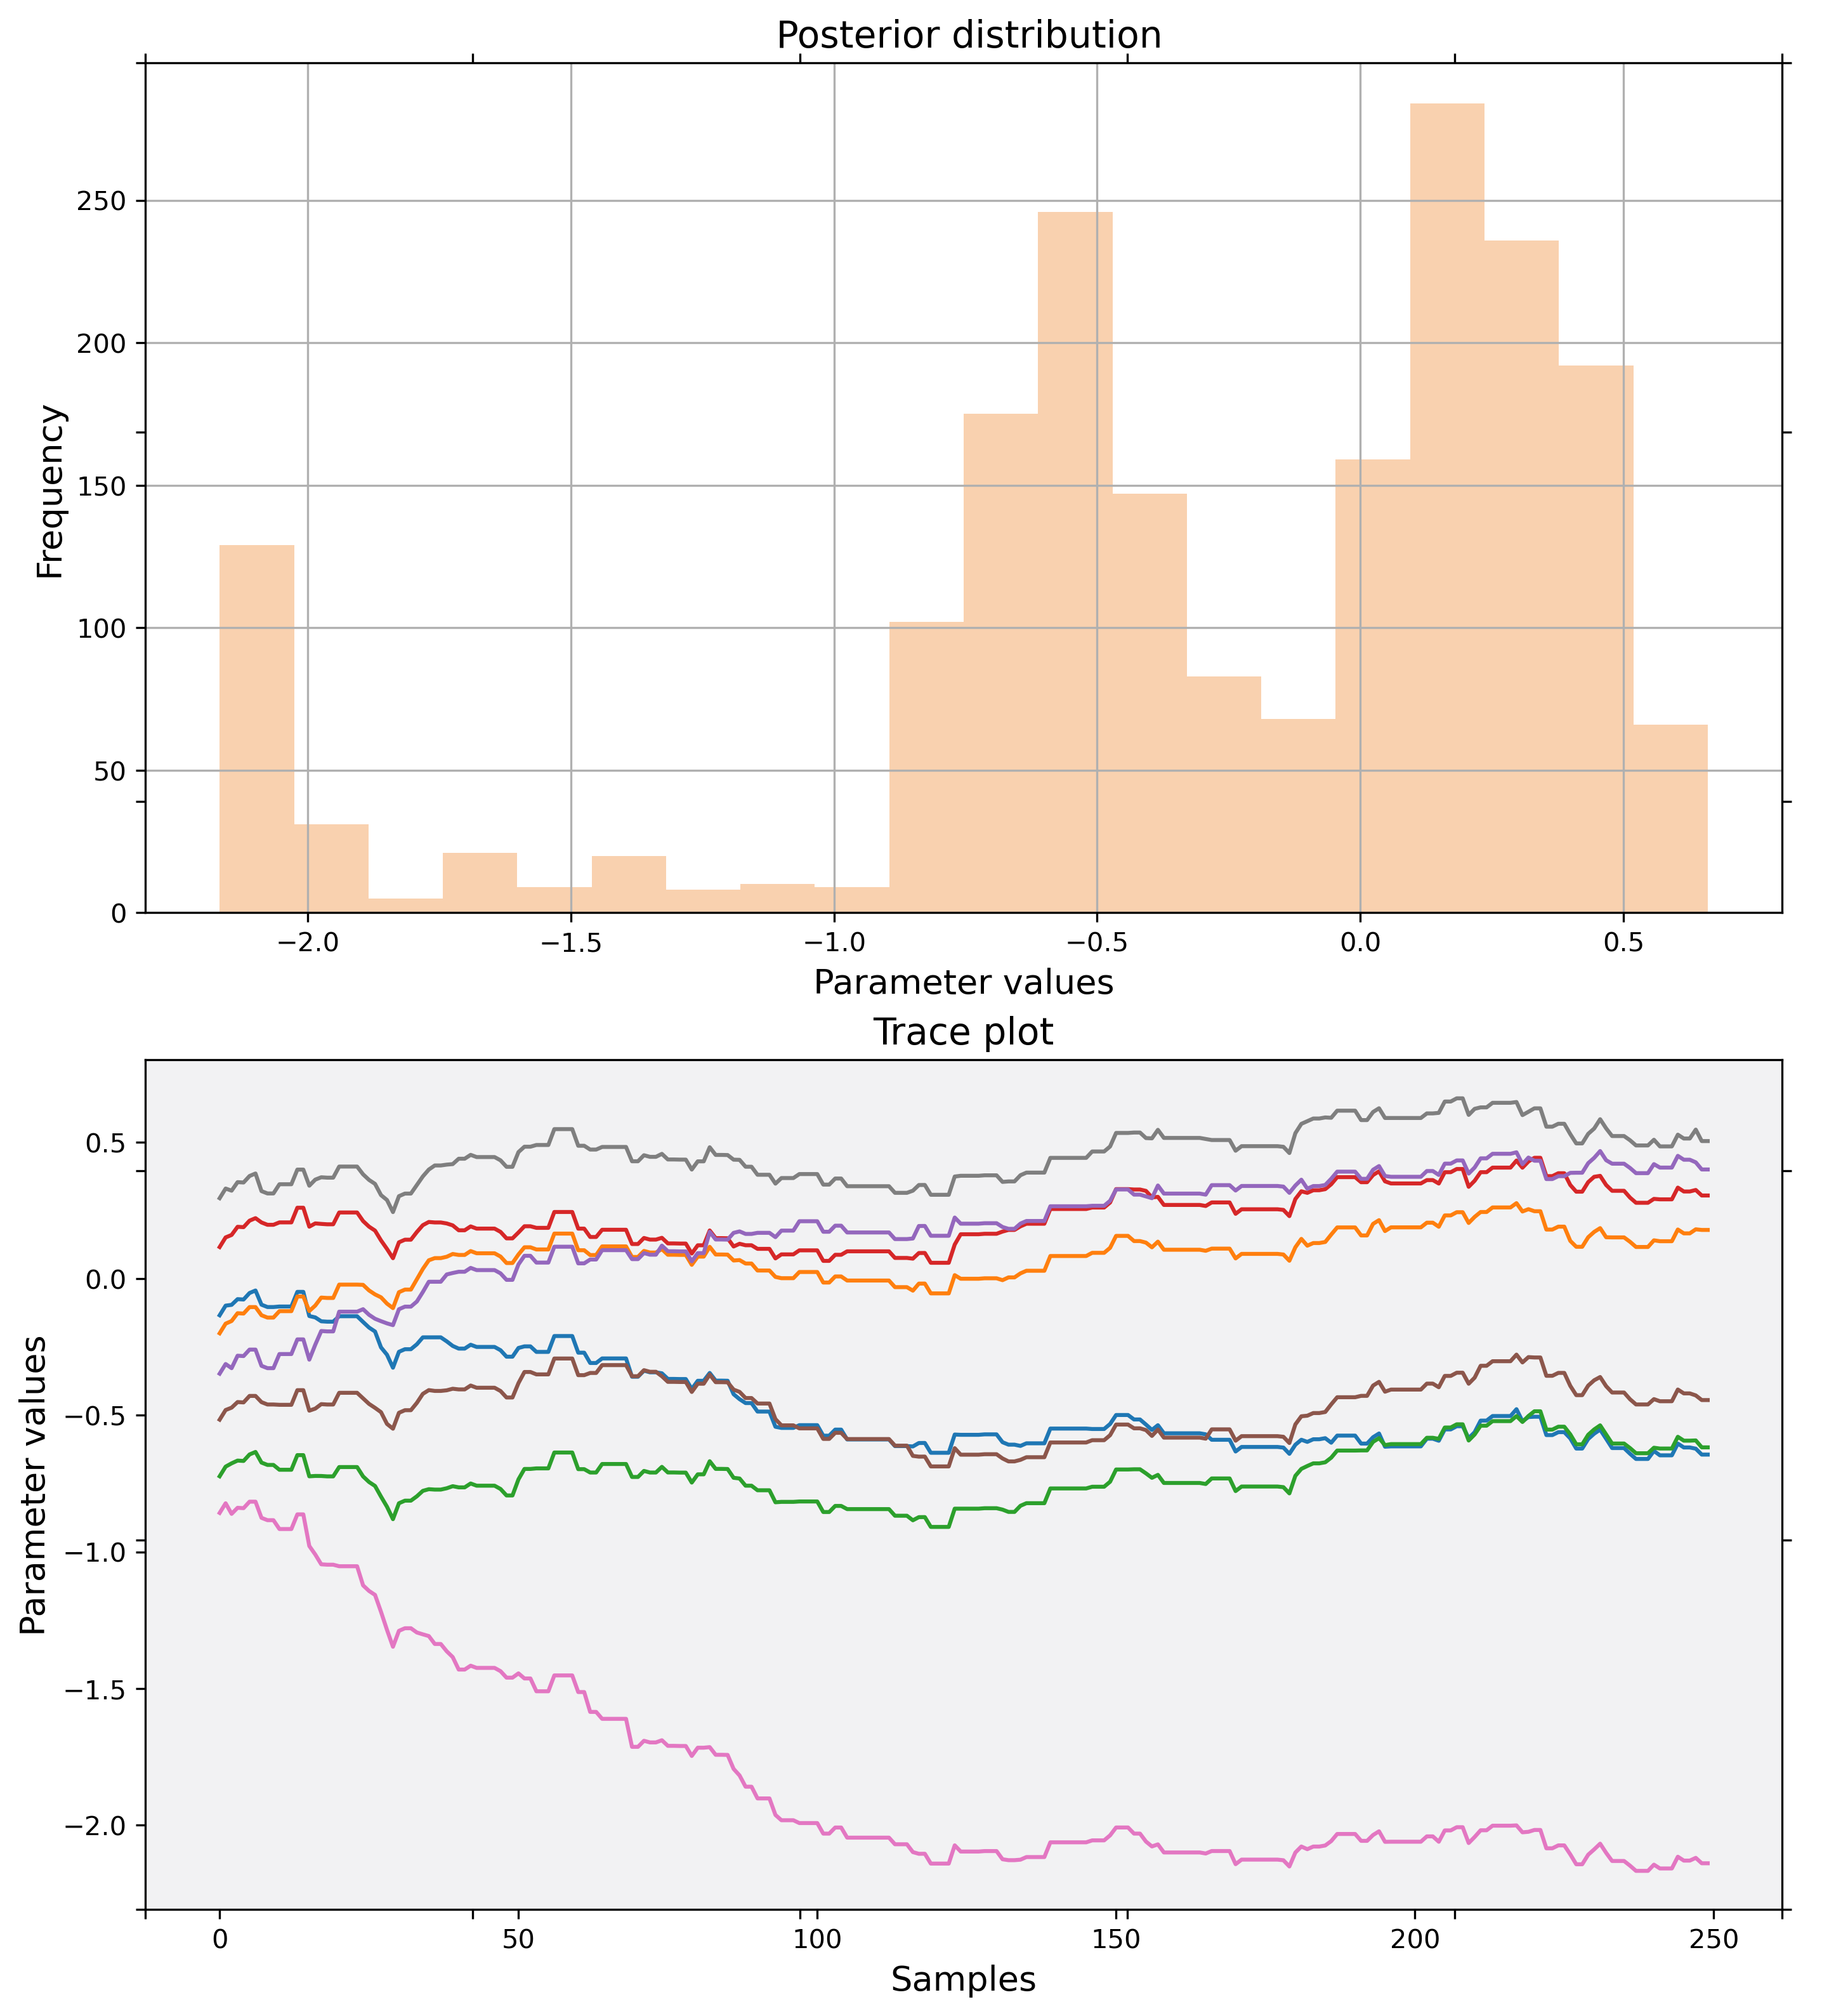 Posterior distribution
250
200
150
100
50
0
Frequency
−2.0 −1.5 −1.0 −0.5 0.0 0.5
Parameter values
Trace plot
0.5
0.0
−0.5
−1.0
−1.5
−2.0
Parameter values
0 50 100 150 200 250
Samples